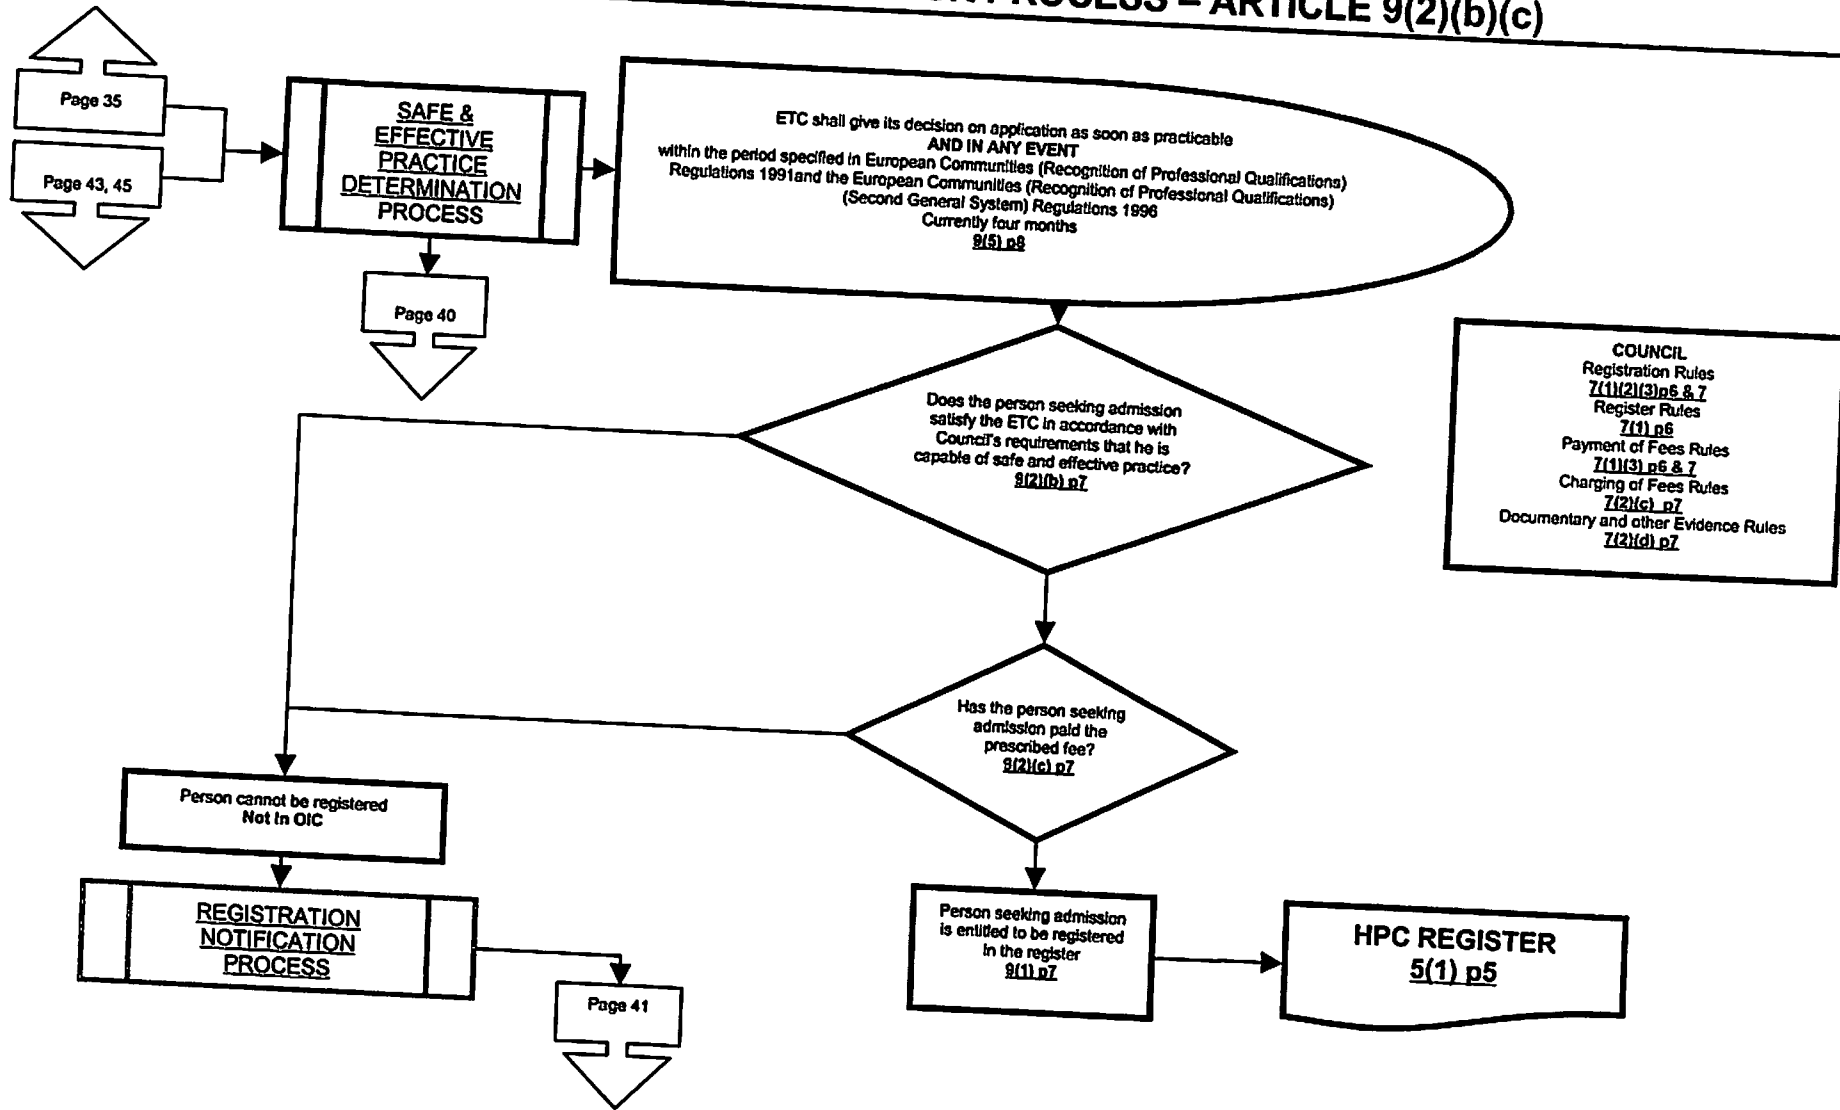 PROCESS – ARTICLE 9(2)(b)(c)
Page 35
Page 43, 45
SAFE &
EFFECTIVE
PRACTICE
DETERMINATION
PROCESS
Page 40
ETC shall give its decision on application as soon as practicable
AND IN ANY EVENT
within the period specified in European Communities (Recognition of Professional Qualifications)
Regulations 1991and the European Communities (Recognition of Professional Qualifications)
(Second General System) Regulations 1996
Currently four months
9(5) p8
Does the person seeking admission
satisfy the ETC in accordance with
Council's requirements that he is
capable of safe and effective practice?
9(2)(b) p7
COUNCIL
Registration Rules
7(1)(2)(3)p6 & 7
Register Rules
7(1) p6
Payment of Fees Rules
7(1)(3) p6 & 7
Charging of Fees Rules
7(2)(c) p7
Documentary and other Evidence Rules
7(2)(d) p7
Has the person seeking
admission paid the
prescribed fee?
9(2)(c) p7
Person cannot be registered
Not in OIC
REGISTRATION
NOTIFICATION
PROCESS
Page 41
Person seeking admission
is entitled to be registered
in the register
9(1) p7
HPC REGISTER
5(1) p5